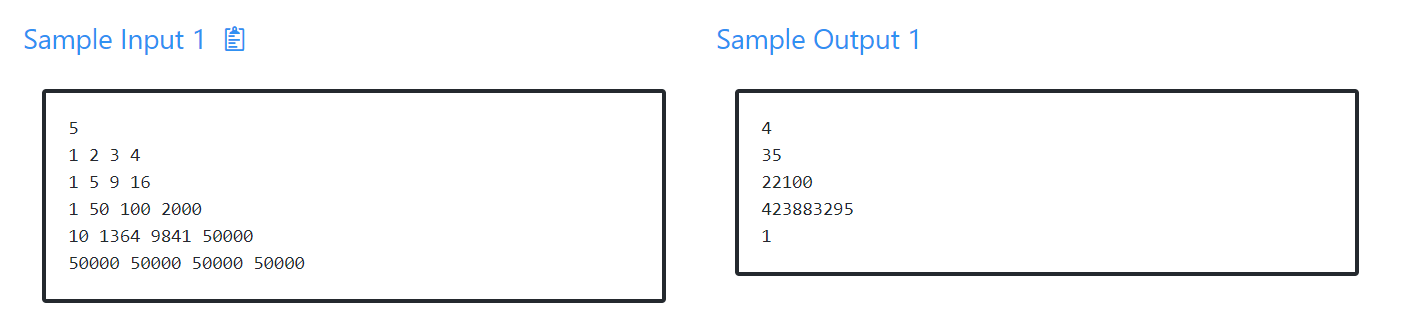 Sample Input 1
5
1 2 3 4
1 5 9 16
1 50 100 2000
10 1364 9841 50000
50000 50000 50000 50000
Sample Output 1
4
35
22100
423883295
1